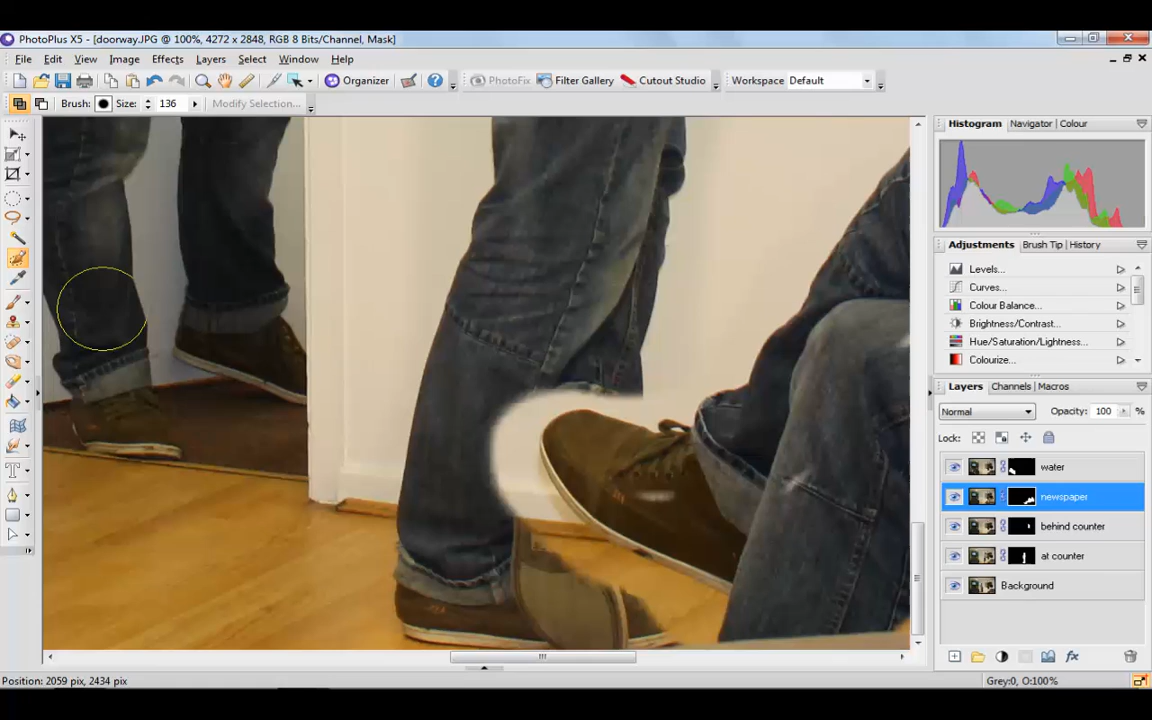 PhotoPlus X5 - [doorway.JPG @ 100%, 4272 x 2848, RGB 8 Bits/Channel, Mask]
File Edit View Image Effects Layers Select Window Help
Organizer PhotoFix Filter Gallery Cutout Studio Workspace Default
Brush: Size: 136 Modify Selection...
Histogram Navigator Colour
Adjustments Brush Tip History
Levels...
Curves...
Colour Balance...
Brightness/Contrast...
Hue/Saturation/Lightness...
Colourize...
Layers Channels Macros
Normal Opacity: 100 %
Lock:
water
newspaper
behind counter
at counter
Background
Position: 2059 pix, 2434 pix Grey:0, O:100%